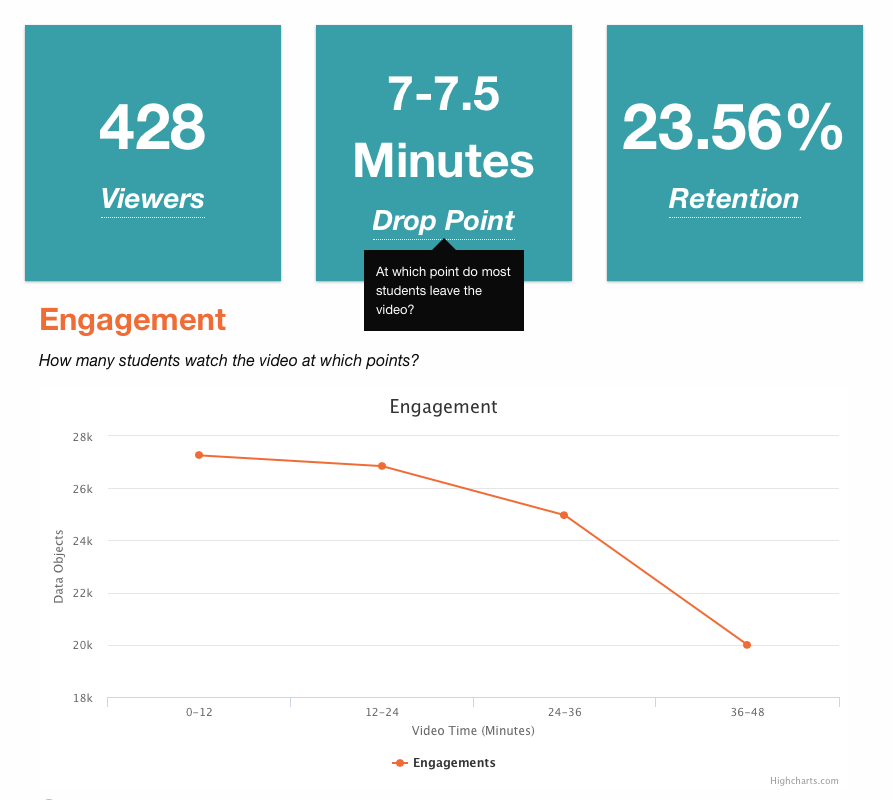 428
Viewers
7-7.5
Minutes
Drop Point
23.56%
Retention
At which point do most
students leave the
video?
Engagement
How many students watch the video at which points?
Engagement
28k
26k
24k
22k
20k
18k
Data Objects
0-12
12-24
24-36
36-48
Video Time (Minutes)
Engagements
Highcharts.com